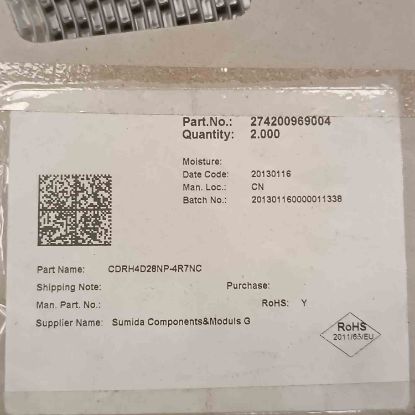 Part.No.: 274200969004
Quantity: 2.000
Moisture:
Date Code: 20130116
Man. Loc.: CN
Batch No.: 201301160000011338
Part Name: CDRH4D28NP-4R7NC
Shipping Note: Purchase:
Man. Part. No.: RoHS: Y
Supplier Name: Sumida Components&Moduls G
RoHS
2011/65/EU